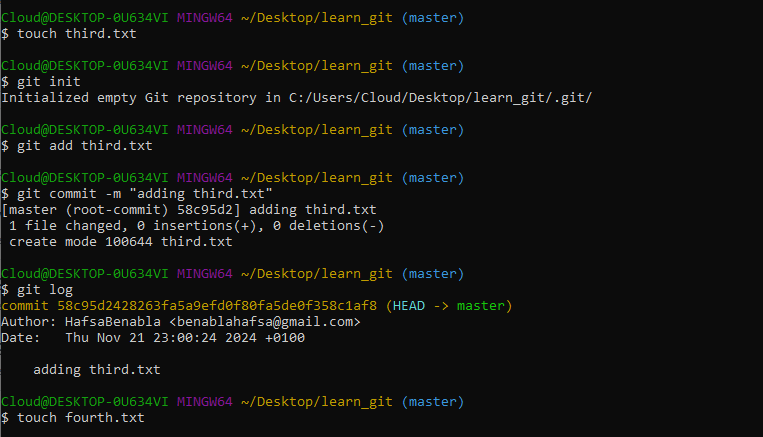 Cloud@DESKTOP-0U634VI MINGW64 ~/Desktop/learn_git (master)
$ touch third.txt
Cloud@DESKTOP-0U634VI MINGW64 ~/Desktop/learn_git (master)
$ git init
Initialized empty Git repository in C:/Users/Cloud/Desktop/learn_git/.git/
Cloud@DESKTOP-0U634VI MINGW64 ~/Desktop/learn_git (master)
$ git add third.txt
Cloud@DESKTOP-0U634VI MINGW64 ~/Desktop/learn_git (master)
$ git commit -m "adding third.txt"
[master (root-commit) 58c95d2] adding third.txt
 1 file changed, 0 insertions(+), 0 deletions(-)
 create mode 100644 third.txt
Cloud@DESKTOP-0U634VI MINGW64 ~/Desktop/learn_git (master)
$ git log
commit 58c95d2428263fa5a9efd0f80fa5de0f358c1af8 (HEAD -> master)
Author: HafsaBenabla <benablahafsa@gmail.com>
Date:   Thu Nov 21 23:00:24 2024 +0100
    adding third.txt
Cloud@DESKTOP-0U634VI MINGW64 ~/Desktop/learn_git (master)
$ touch fourth.txt